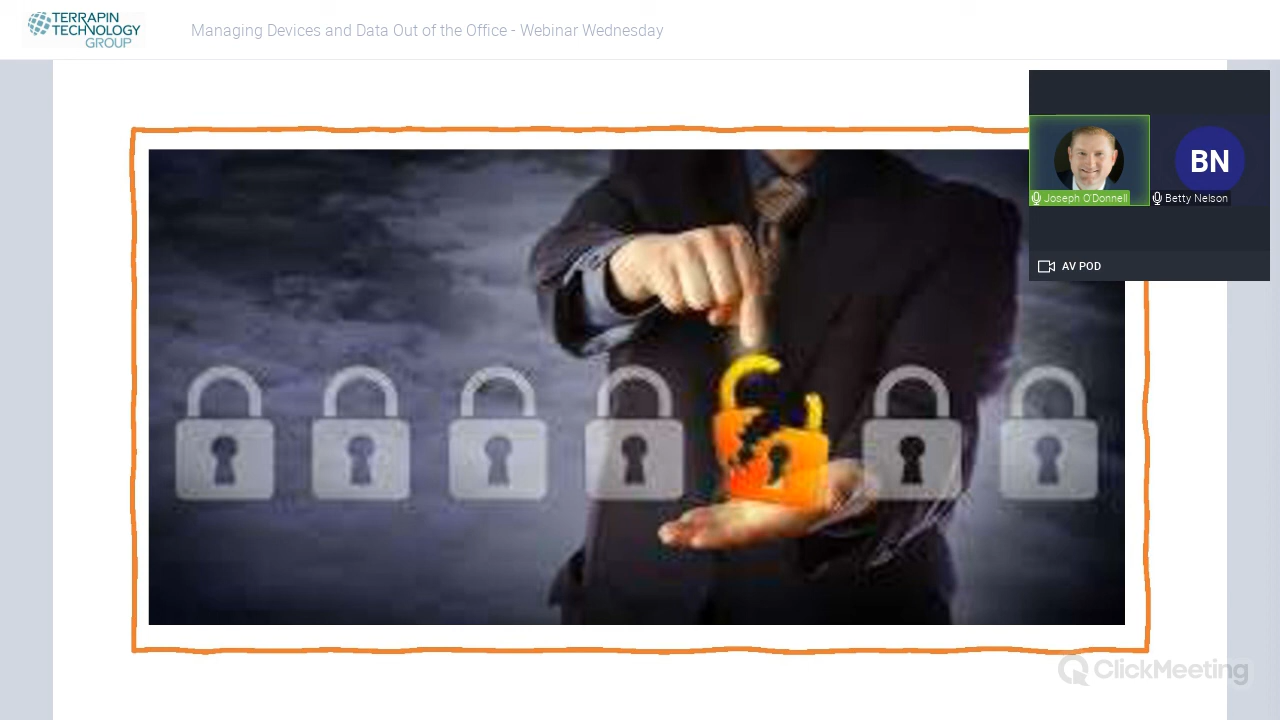 TERRAPIN
TECHNOLOGY
GROUP
Managing Devices and Data Out of the Office - Webinar Wednesday
BN
Joseph O'Donnell
Betty Nelson
AV POD
ClickMeeting